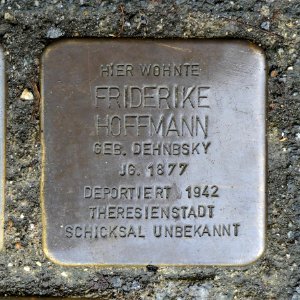 HIER WOHNTE
FRIDERIKE
HOFFMANN
GEB. DEHNBSKY
JG. 1877
DEPORTIERT 1942
THERESIENSTADT
SCHICKSAL UNBEKANNT